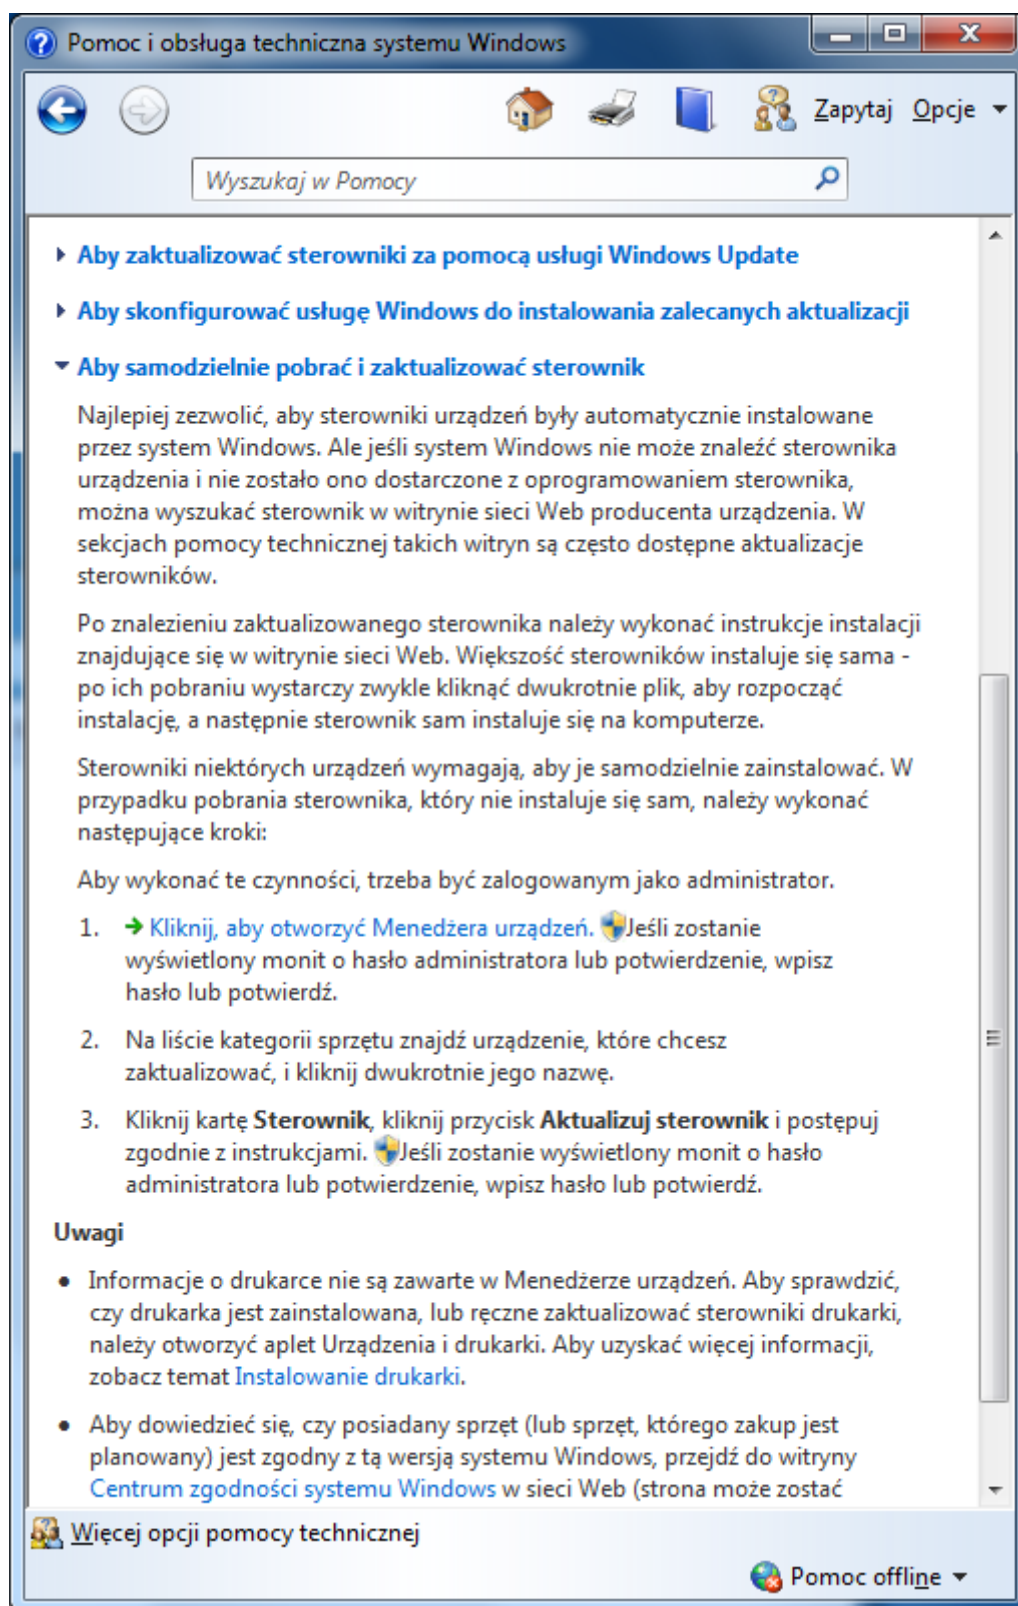 Pomoc i obsługa techniczna systemu Windows
Zapytaj Opcje
Wyszukaj w Pomocy
Aby zaktualizować sterowniki za pomocą usługi Windows Update
Aby skonfigurować usługę Windows do instalowania zalecanych aktualizacji
Aby samodzielnie pobrać i zaktualizować sterownik
Najlepiej zezwolić, aby sterowniki urządzeń były automatycznie instalowane
przez system Windows. Ale jeśli system Windows nie może znaleźć sterownika
urządzenia i nie zostało ono dostarczone z oprogramowaniem sterownika,
można wyszukać sterownik w witrynie sieci Web producenta urządzenia. W
sekcjach pomocy technicznej takich witryn są często dostępne aktualizacje
sterowników.
Po znalezieniu zaktualizowanego sterownika należy wykonać instrukcje instalacji
znajdujące się w witrynie sieci Web. Większość sterowników instaluje się sama -
po ich pobraniu wystarczy zwykle kliknąć dwukrotnie plik, aby rozpocząć
instalację, a następnie sterownik sam instaluje się na komputerze.
Sterowniki niektórych urządzeń wymagają, aby je samodzielnie zainstalować. W
przypadku pobrania sterownika, który nie instaluje się sam, należy wykonać
następujące kroki:
Aby wykonać te czynności, trzeba być zalogowanym jako administrator.
1. Kliknij, aby otworzyć Menedżera urządzeń. Jeśli zostanie
wyświetlony monit o hasło administratora lub potwierdzenie, wpisz
hasło lub potwierdź.
2. Na liście kategorii sprzętu znajdź urządzenie, które chcesz
zaktualizować, i kliknij dwukrotnie jego nazwę.
3. Kliknij kartę Sterownik, kliknij przycisk Aktualizuj sterownik i postępuj
zgodnie z instrukcjami. Jeśli zostanie wyświetlony monit o hasło
administratora lub potwierdzenie, wpisz hasło lub potwierdź.
Uwagi
• Informacje o drukarce nie są zawarte w Menedżerze urządzeń. Aby sprawdzić,
czy drukarka jest zainstalowana, lub ręczne zaktualizować sterowniki drukarki,
należy otworzyć aplet Urządzenia i drukarki. Aby uzyskać więcej informacji,
zobacz temat Instalowanie drukarki.
• Aby dowiedzieć się, czy posiadany sprzęt (lub sprzęt, którego zakup jest
planowany) jest zgodny z tą wersją systemu Windows, przejdź do witryny
Centrum zgodności systemu Windows w sieci Web (strona może zostać
Więcej opcji pomocy technicznej
Pomoc offline